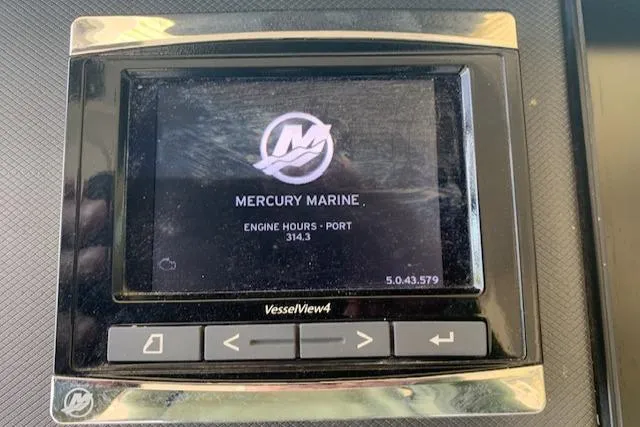 MERCURY MARINE
ENGINE HOURS - PORT
314.3
5.0.43.579
VesselView4